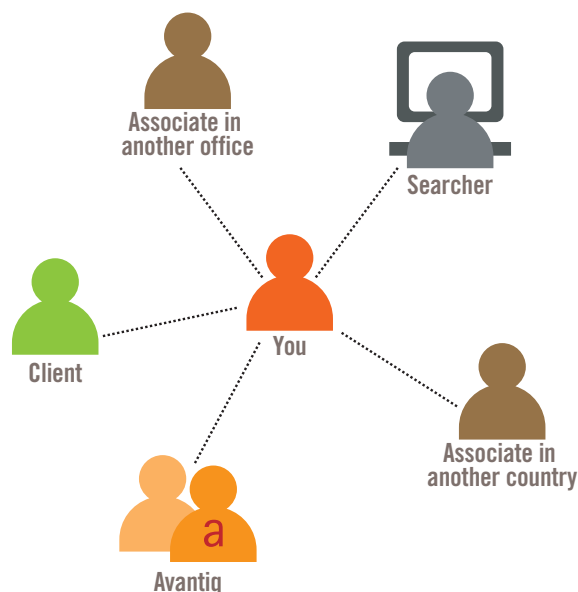 Associate in
another office
Searcher
You
Client
Associate in
another country
a
Avantiq